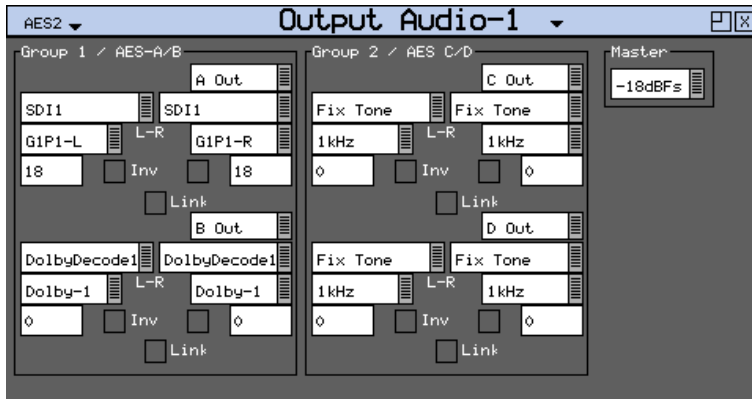 AES2 Output Audio-1
Group 1 / AES-A/B Group 2 / AES C/D Master
A Out C Out -18dBFs
SDI1 SDI1 Fix Tone Fix Tone
G1P1-L L-R G1P1-R 1kHz L-R 1kHz
18 Inv 18 0 Inv 0
Link Link
B Out D Out
DolbyDecode1 DolbyDecode1 Fix Tone Fix Tone
Dolby-1 L-R Dolby-1 1kHz L-R 1kHz
0 Inv 0 0 Inv 0
Link Link